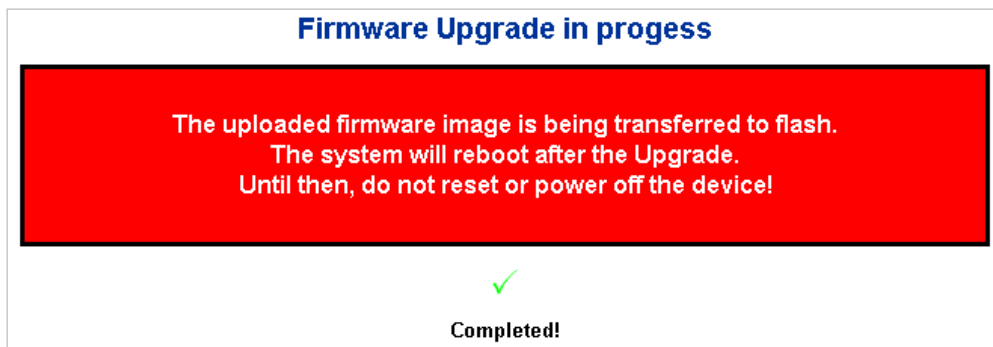 Firmware Upgrade in progess
The uploaded firmware image is being transferred to flash.
The system will reboot after the Upgrade.
Until then, do not reset or power off the device!
Completed!